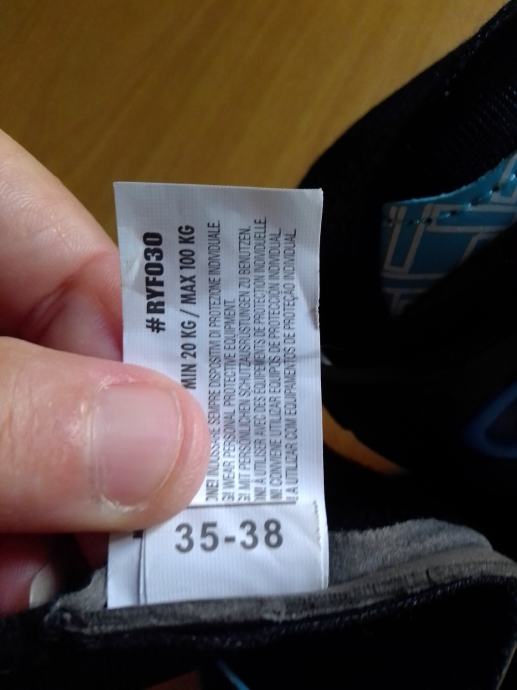 #RYF030
MIN 20 KG / MAX 100 KG
INDOSSARE SEMPRE DISPOSITIVI DI PROTEZIONE INDIVIDUALE
WEAR PERSONAL PROTECTIVE EQUIPMENT.
MIT PERSÖNLICHEN SCHUTZAUSRÜSTUNGEN ZU BENUTZEN.
À UTILISER AVEC DES ÉQUIPEMENTS DE PROTECTION INDIVIDUELLE
CONVIENE UTILIZAR EQUIPOS DE PROTECCIÓN INDIVIDUAL.
A UTILIZAR COM EQUIPAMENTOS DE PROTEÇÃO INDIVIDUAL.
35-38